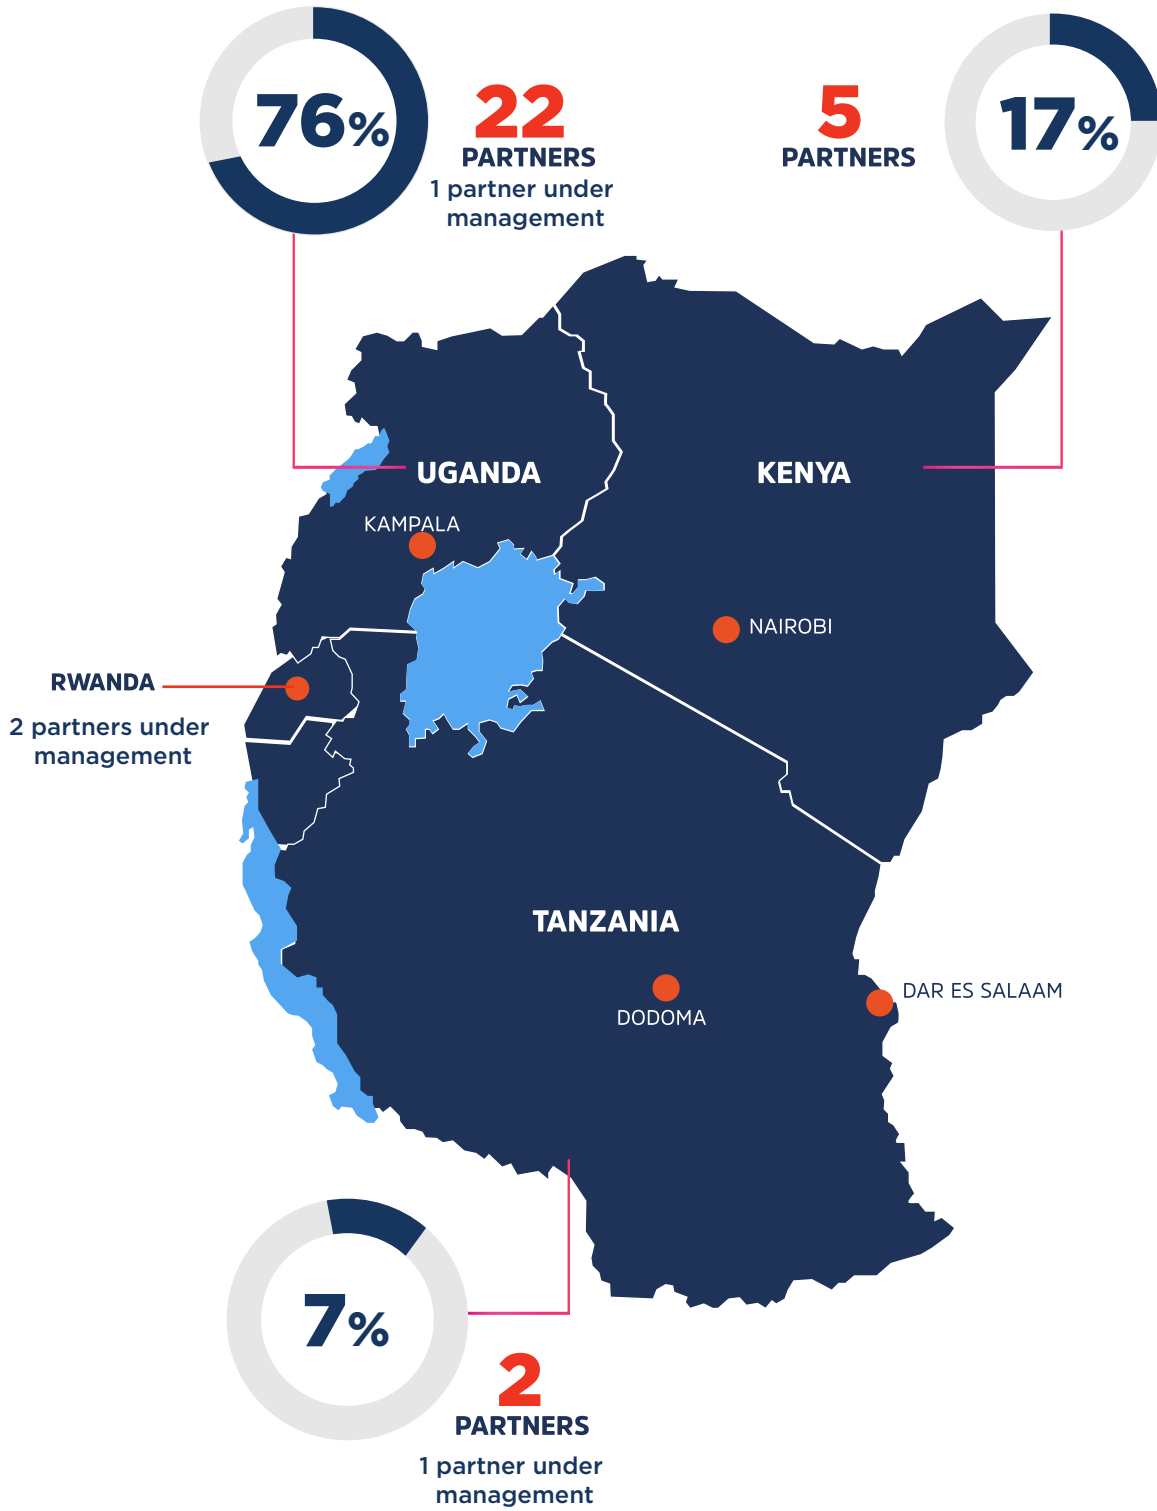 76%
22
PARTNERS
1 partner under
management
5
PARTNERS
17%
UGANDA
KENYA
KAMPALA
NAIROBI
RWANDA
2 partners under
management
TANZANIA
DAR ES SALAAM
DODOMA
7%
2
PARTNERS
1 partner under
management